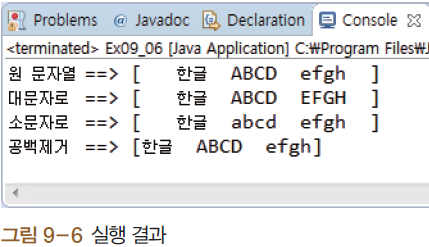 Problems @ Javadoc Declaration Console
<terminated> Ex09_06 [Java Application] C:₩Program Files₩J
원 문자열 ==> [   한글  ABCD  efgh  ]
대문자로 ==> [   한글  ABCD  EFGH  ]
소문자로 ==> [   한글  abcd  efgh  ]
공백제거 ==> [한글  ABCD  efgh]
그림 9-6 실행 결과